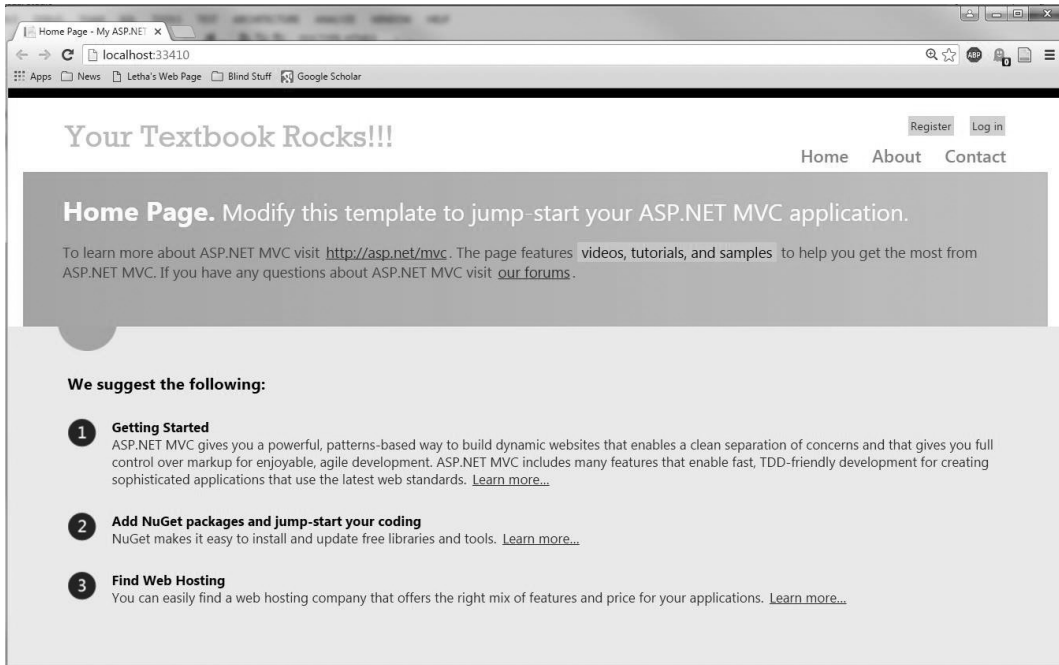 Home Page - My ASP.NET
localhost:33410
ABP
0
Apps News Letha's Web Page Blind Stuff Google Scholar
Your Textbook Rocks!!!
Register Log in
Home About Contact
Home Page. Modify this template to jump-start your ASP.NET MVC application.
To learn more about ASP.NET MVC visit http://asp.net/mvc. The page features videos, tutorials, and samples to help you get the most from
ASP.NET MVC. If you have any questions about ASP.NET MVC visit our forums.
We suggest the following:
1 Getting Started
ASP.NET MVC gives you a powerful, patterns-based way to build dynamic websites that enables a clean separation of concerns and that gives you full
control over markup for enjoyable, agile development. ASP.NET MVC includes many features that enable fast, TDD-friendly development for creating
sophisticated applications that use the latest web standards. Learn more...
2 Add NuGet packages and jump-start your coding
NuGet makes it easy to install and update free libraries and tools. Learn more...
3 Find Web Hosting
You can easily find a web hosting company that offers the right mix of features and price for your applications. Learn more...